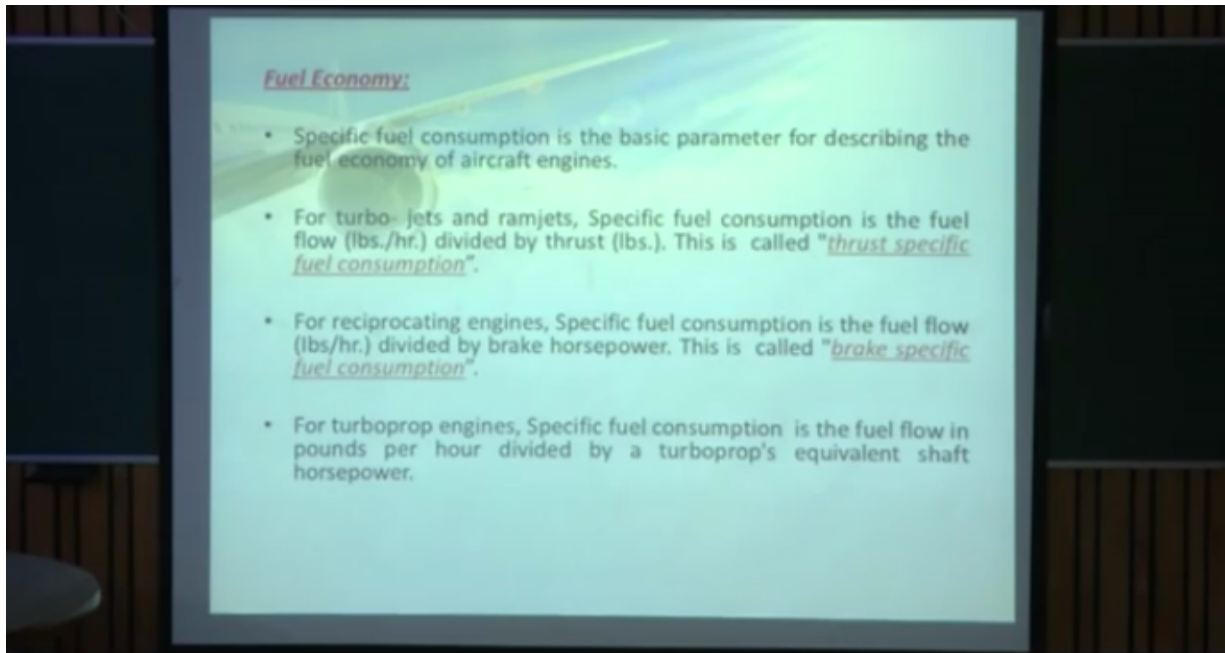 Fuel Economy:
• Specific fuel consumption is the basic parameter for describing the
fuel economy of aircraft engines.
• For turbo- jets and ramjets, Specific fuel consumption is the fuel
flow (lbs./hr.) divided by thrust (lbs.). This is called "thrust specific
fuel consumption".
• For reciprocating engines, Specific fuel consumption is the fuel flow
(lbs/hr.) divided by brake horsepower. This is called "brake specific
fuel consumption".
• For turboprop engines, Specific fuel consumption is the fuel flow in
pounds per hour divided by a turboprop's equivalent shaft
horsepower.